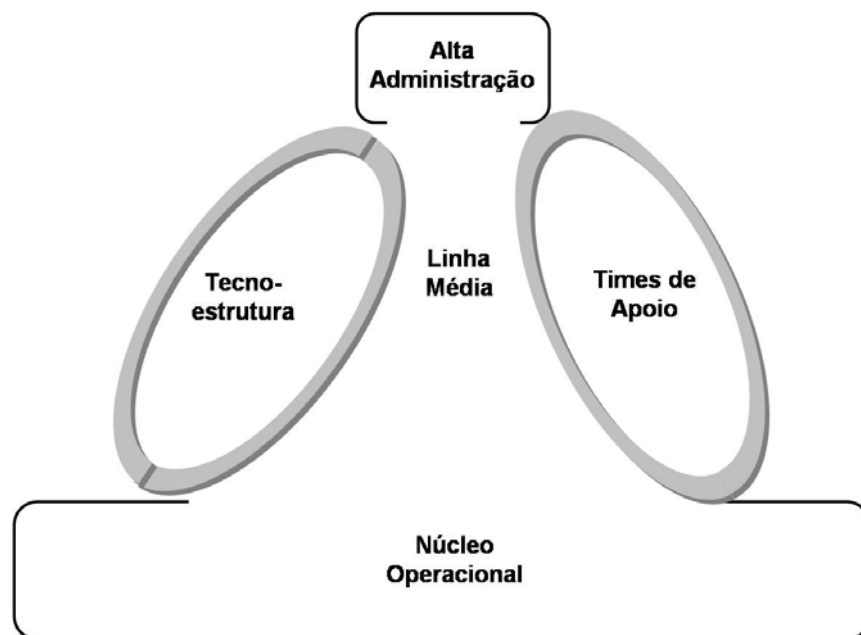 Alta
Administração
Tecno-
estrutura
Linha
Média
Times de
Apoio
Núcleo
Operacional